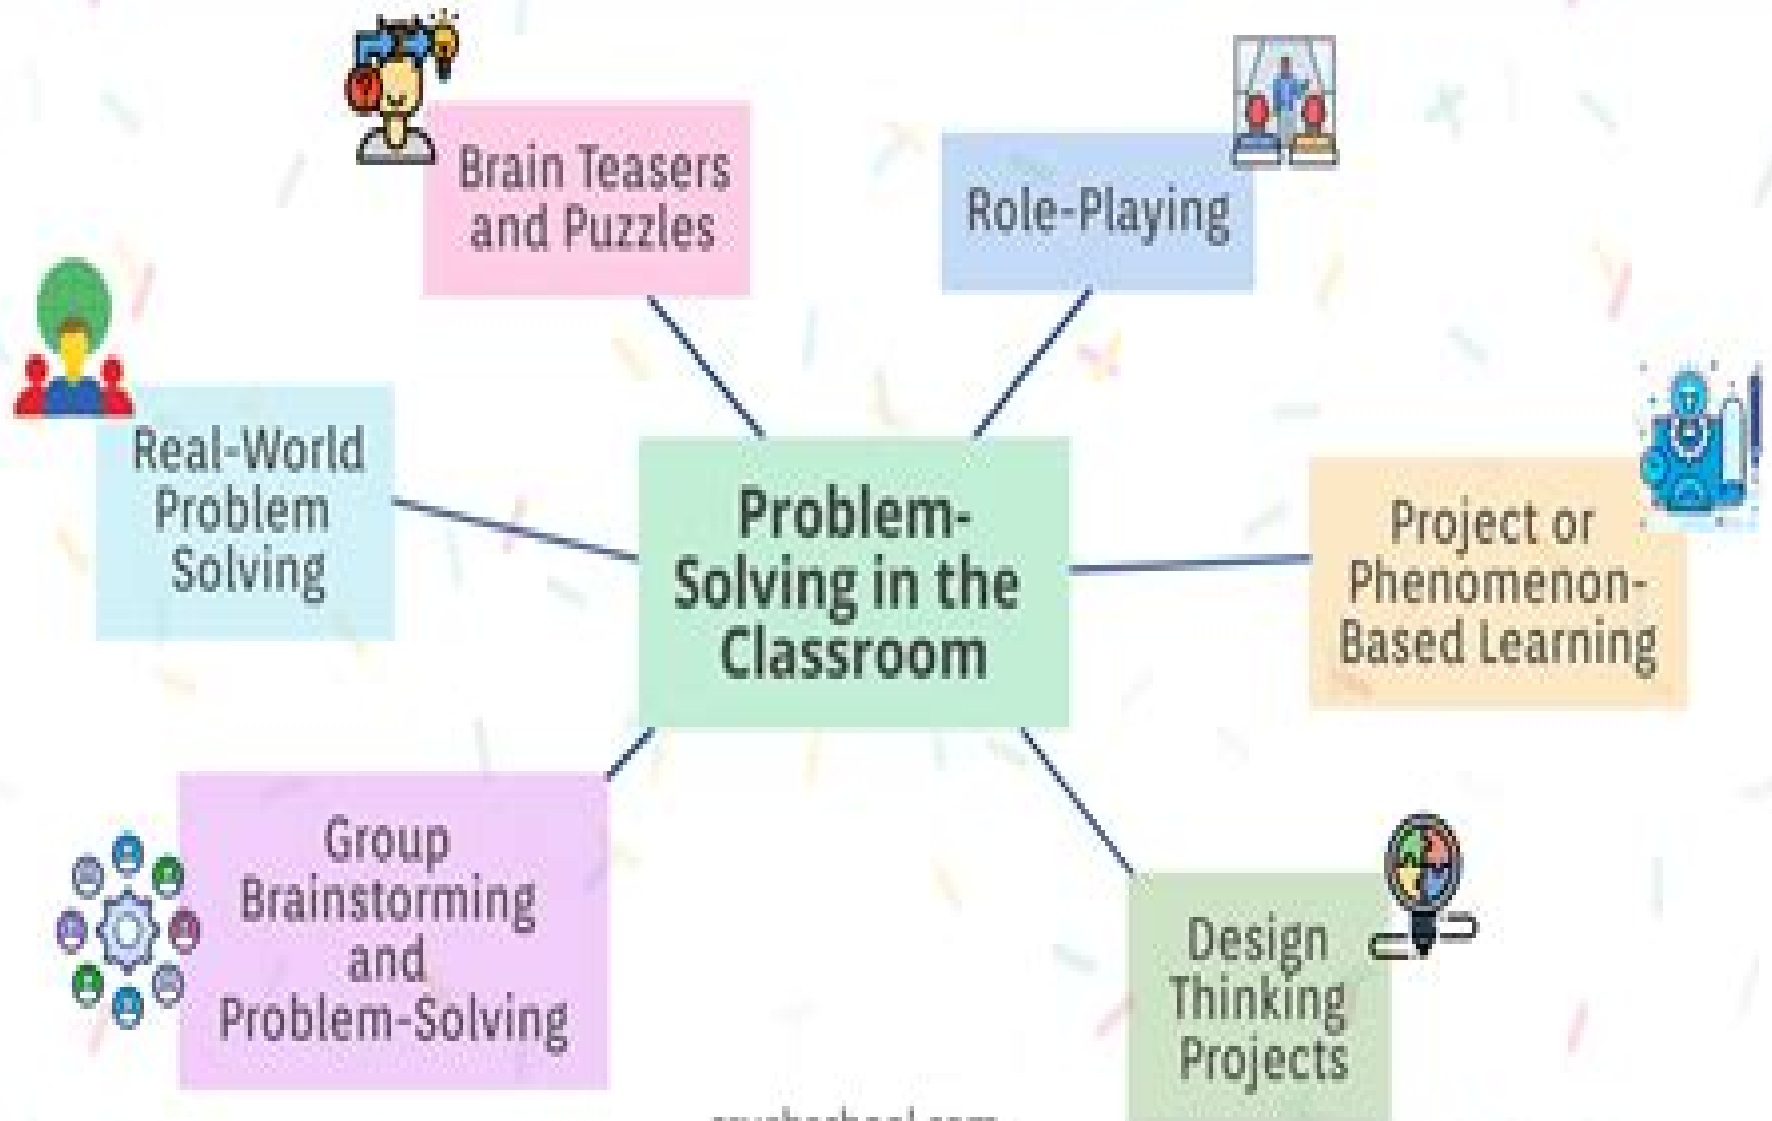 Brain Teasers
and Puzzles
Role-Playing
Real-World
Problem
Solving
Problem-
Solving in the
Classroom
Project or
Phenomenon-
Based Learning
Group
Brainstorming
and
Problem-Solving
Design
Thinking
Projects